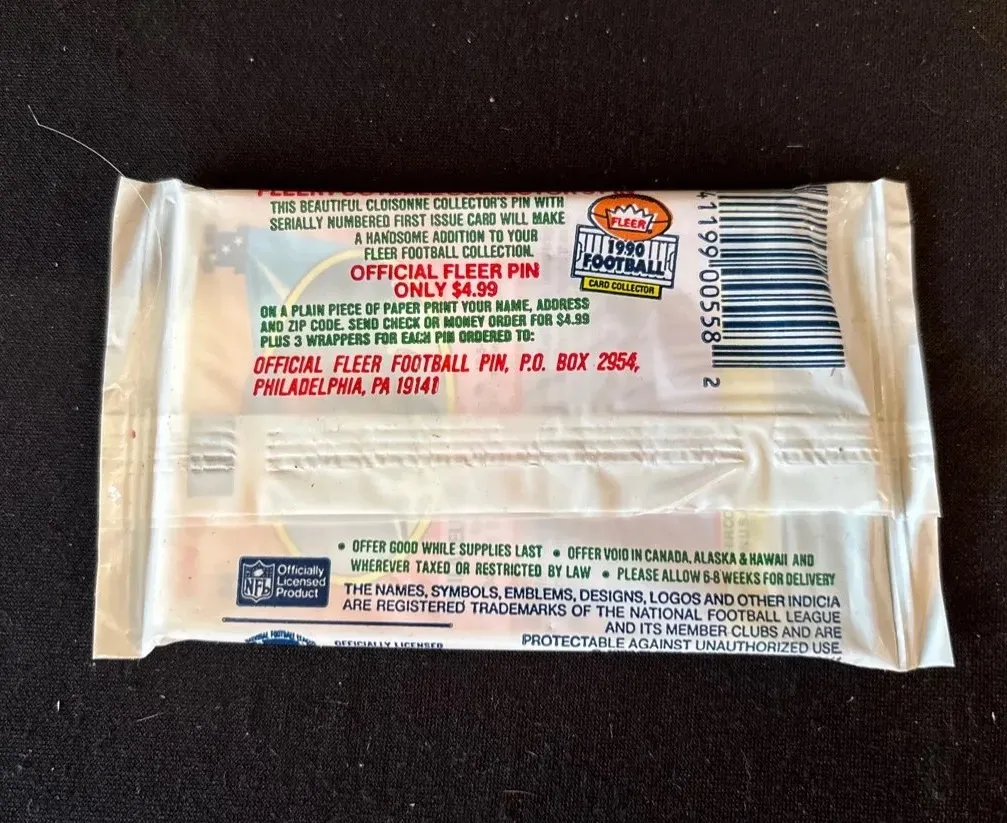 THIS BEAUTIFUL CLOISONNE COLLECTOR'S PIN WITH
SERIALLY NUMBERED FIRST ISSUE CARD WILL MAKE
A HANDSOME ADDITION TO YOUR
FLEER FOOTBALL COLLECTION.
OFFICIAL FLEER PIN
ONLY $4.99
ON A PLAIN PIECE OF PAPER PRINT YOUR NAME, ADDRESS
AND ZIP CODE. SEND CHECK OR MONEY ORDER FOR $4.99
PLUS 3 WRAPPERS FOR EACH PIN ORDERED TO:
OFFICIAL FLEER FOOTBALL PIN, P.O. BOX 2954,
PHILADELPHIA, PA 19141
FLEER
1990
FOOTBALL
CARD COLLECTOR
41199 00558 2
• OFFER GOOD WHILE SUPPLIES LAST • OFFER VOID IN CANADA, ALASKA & HAWAII AND
WHEREVER TAXED OR RESTRICTED BY LAW • PLEASE ALLOW 6-8 WEEKS FOR DELIVERY
NFL
Officially
Licensed
Product
THE NAMES, SYMBOLS, EMBLEMS, DESIGNS, LOGOS AND OTHER INDICIA
ARE REGISTERED TRADEMARKS OF THE NATIONAL FOOTBALL LEAGUE
AND ITS MEMBER CLUBS AND ARE
PROTECTABLE AGAINST UNAUTHORIZED USE.
OFFICIALLY LICENSED